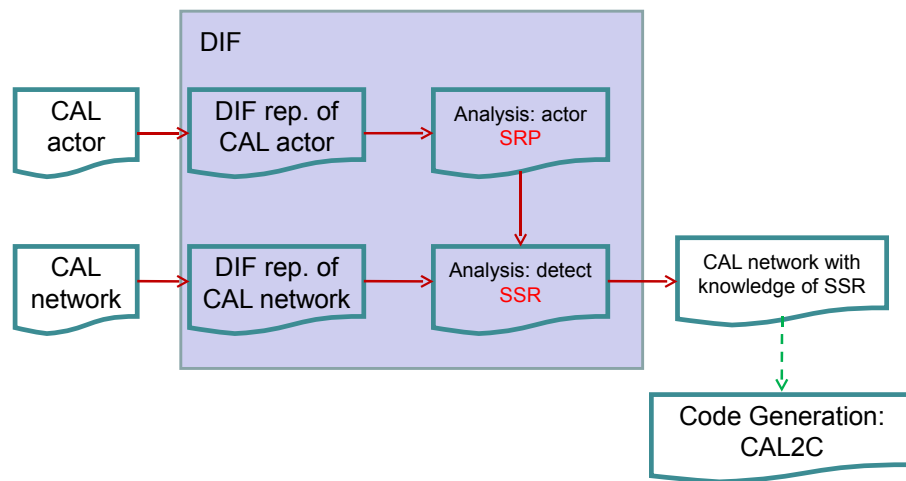 DIF
CAL
actor
DIF rep. of
CAL actor
Analysis: actor
SRP
CAL
network
DIF rep. of
CAL network
Analysis: detect
SSR
CAL network with
knowledge of SSR
Code Generation:
CAL2C